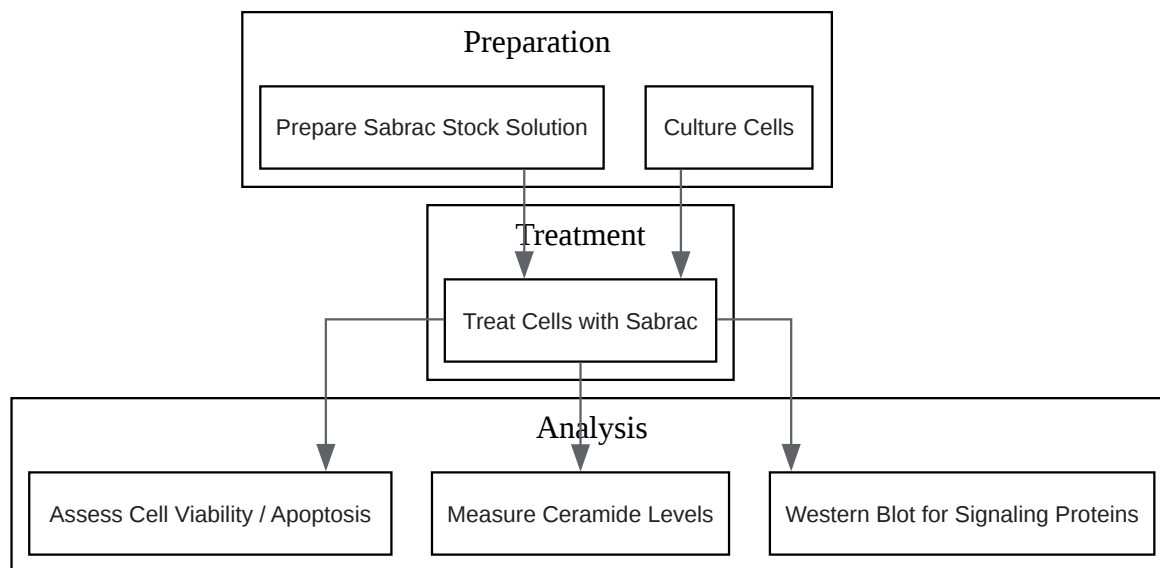 Preparation
Prepare Sabrac Stock Solution
Culture Cells
Treatment
Treat Cells with Sabrac
Analysis
Assess Cell Viability / Apoptosis
Measure Ceramide Levels
Western Blot for Signaling Proteins